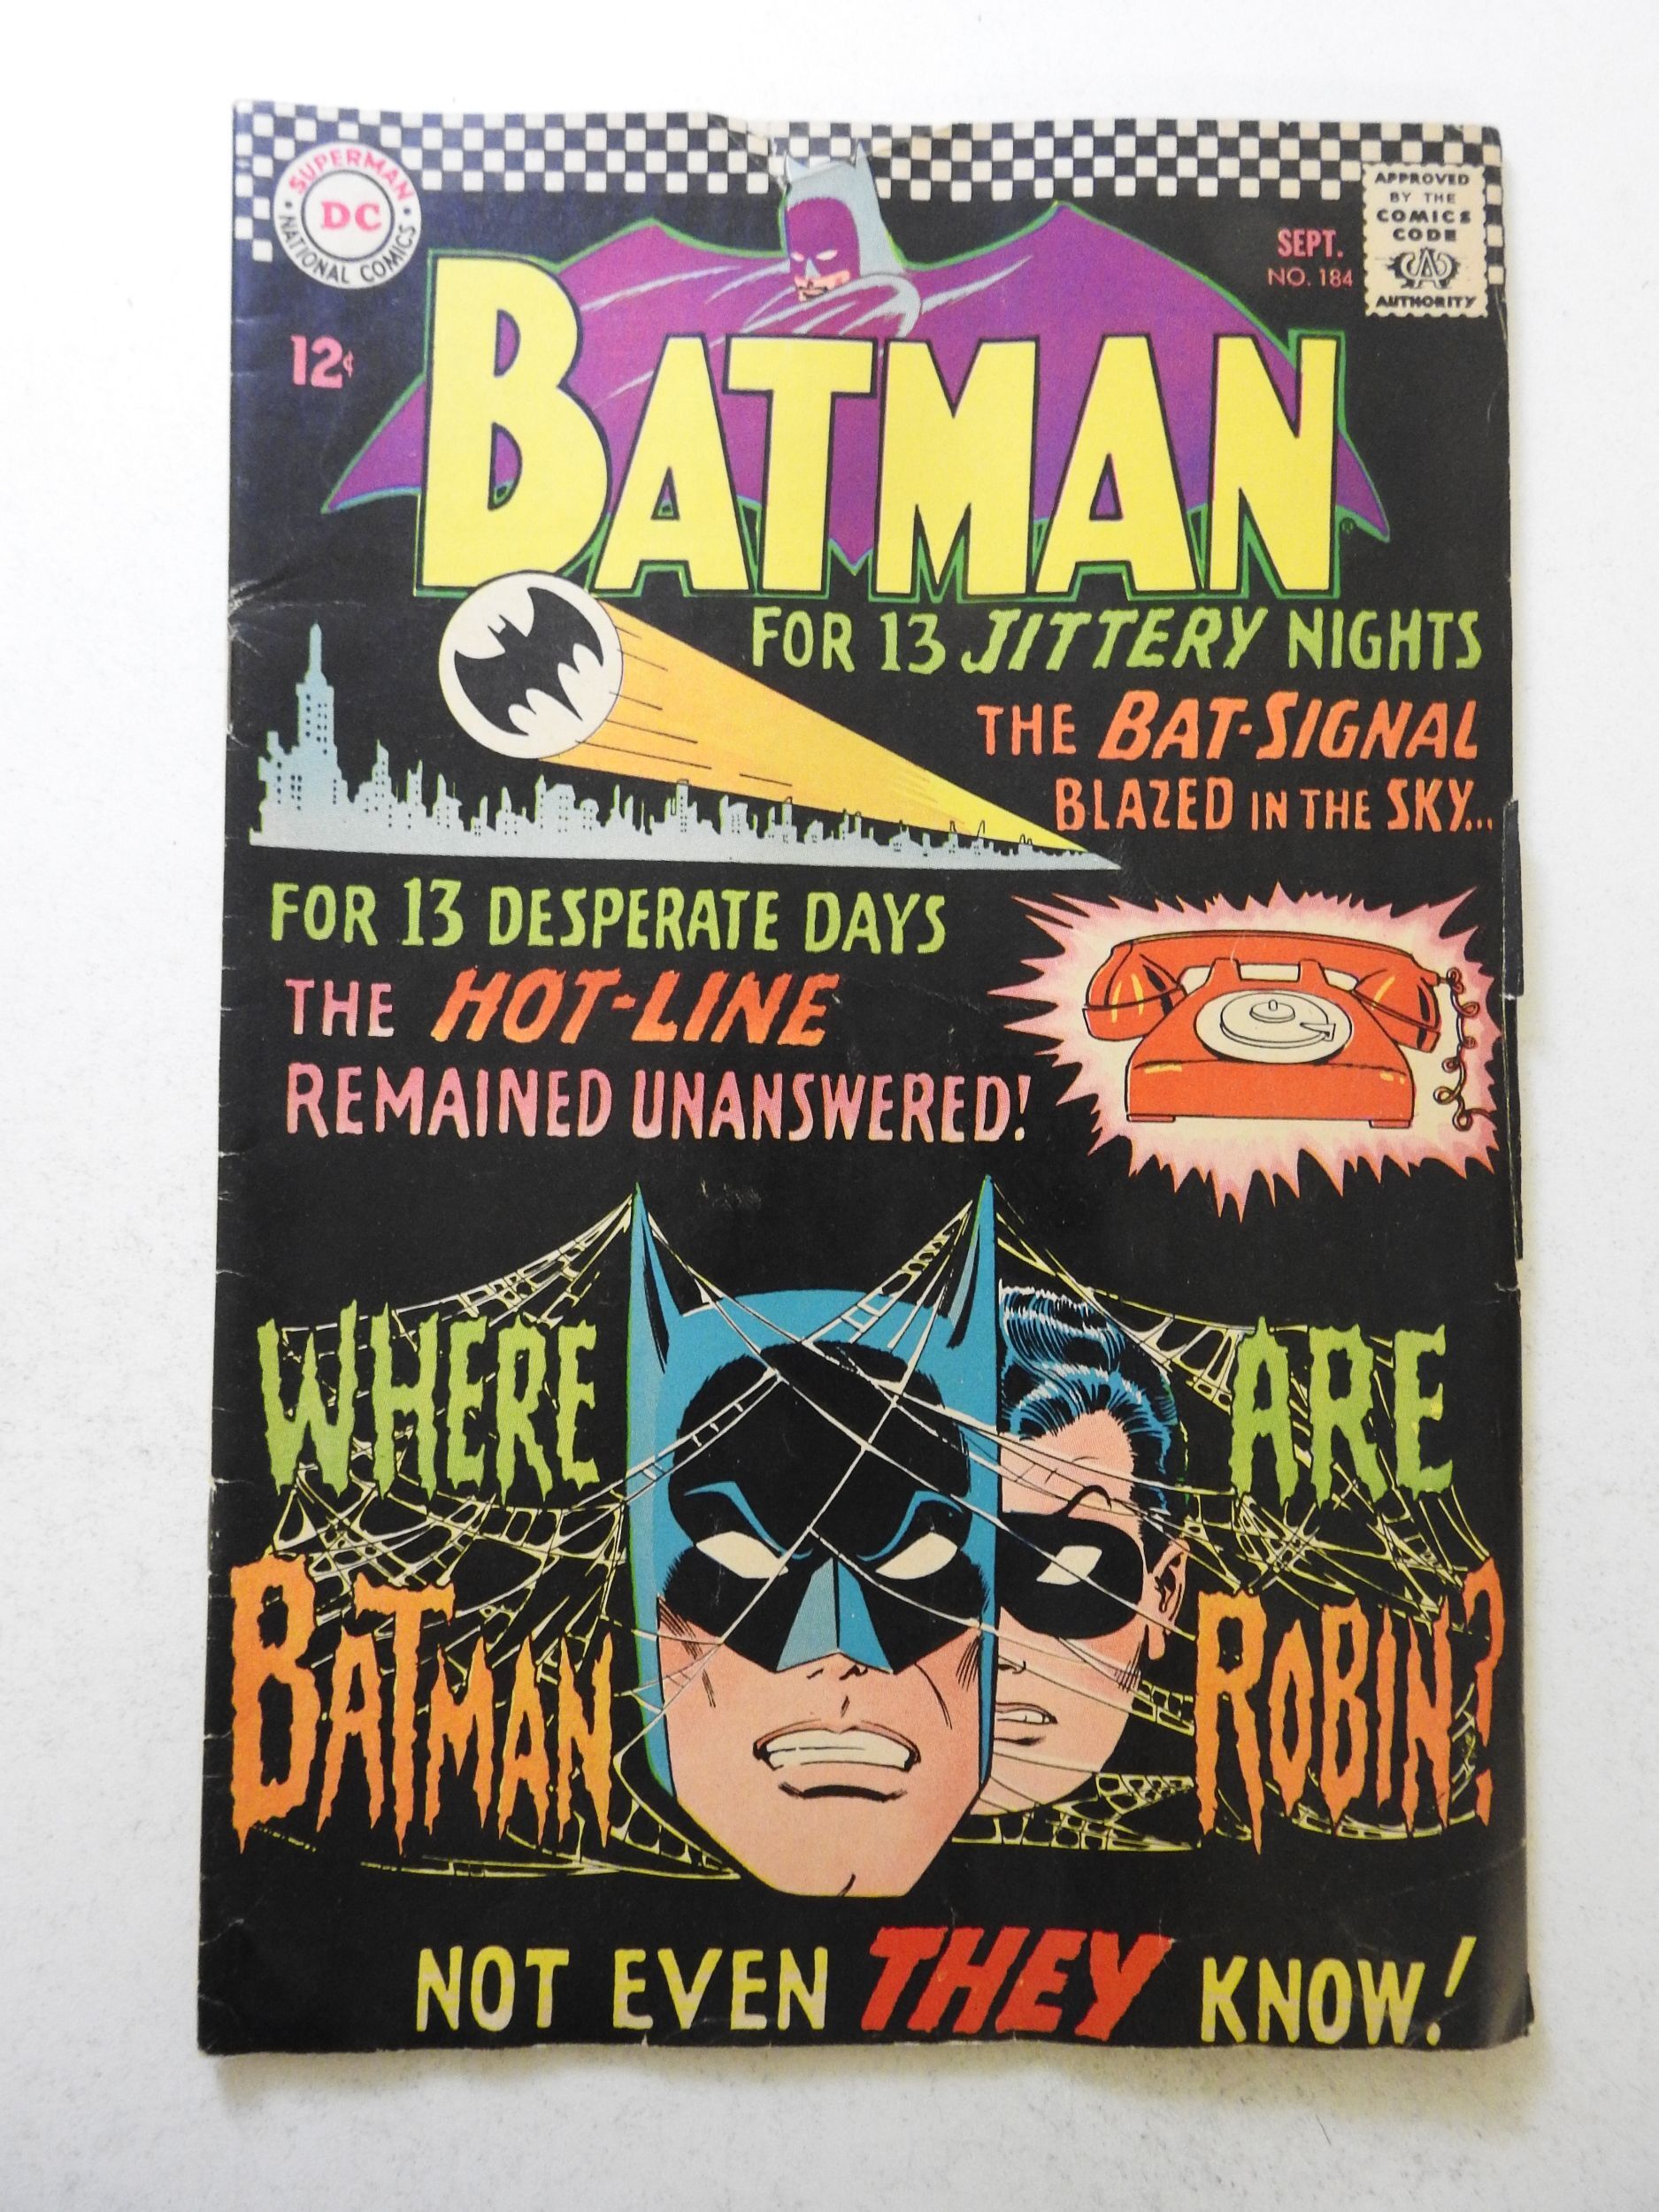 SUPERMAN
DC
NATIONAL COMICS
APPROVED
BY THE
COMICS
CODE
CA
AUTHORITY
SEPT.
NO. 184
12¢
BATMAN®
FOR 13 JITTERY NIGHTS
THE BAT-SIGNAL
BLAZED IN THE SKY...
FOR 13 DESPERATE DAYS
THE HOT-LINE
REMAINED UNANSWERED!
WHERE ARE
BATMAN ROBIN?
NOT EVEN THEY KNOW!